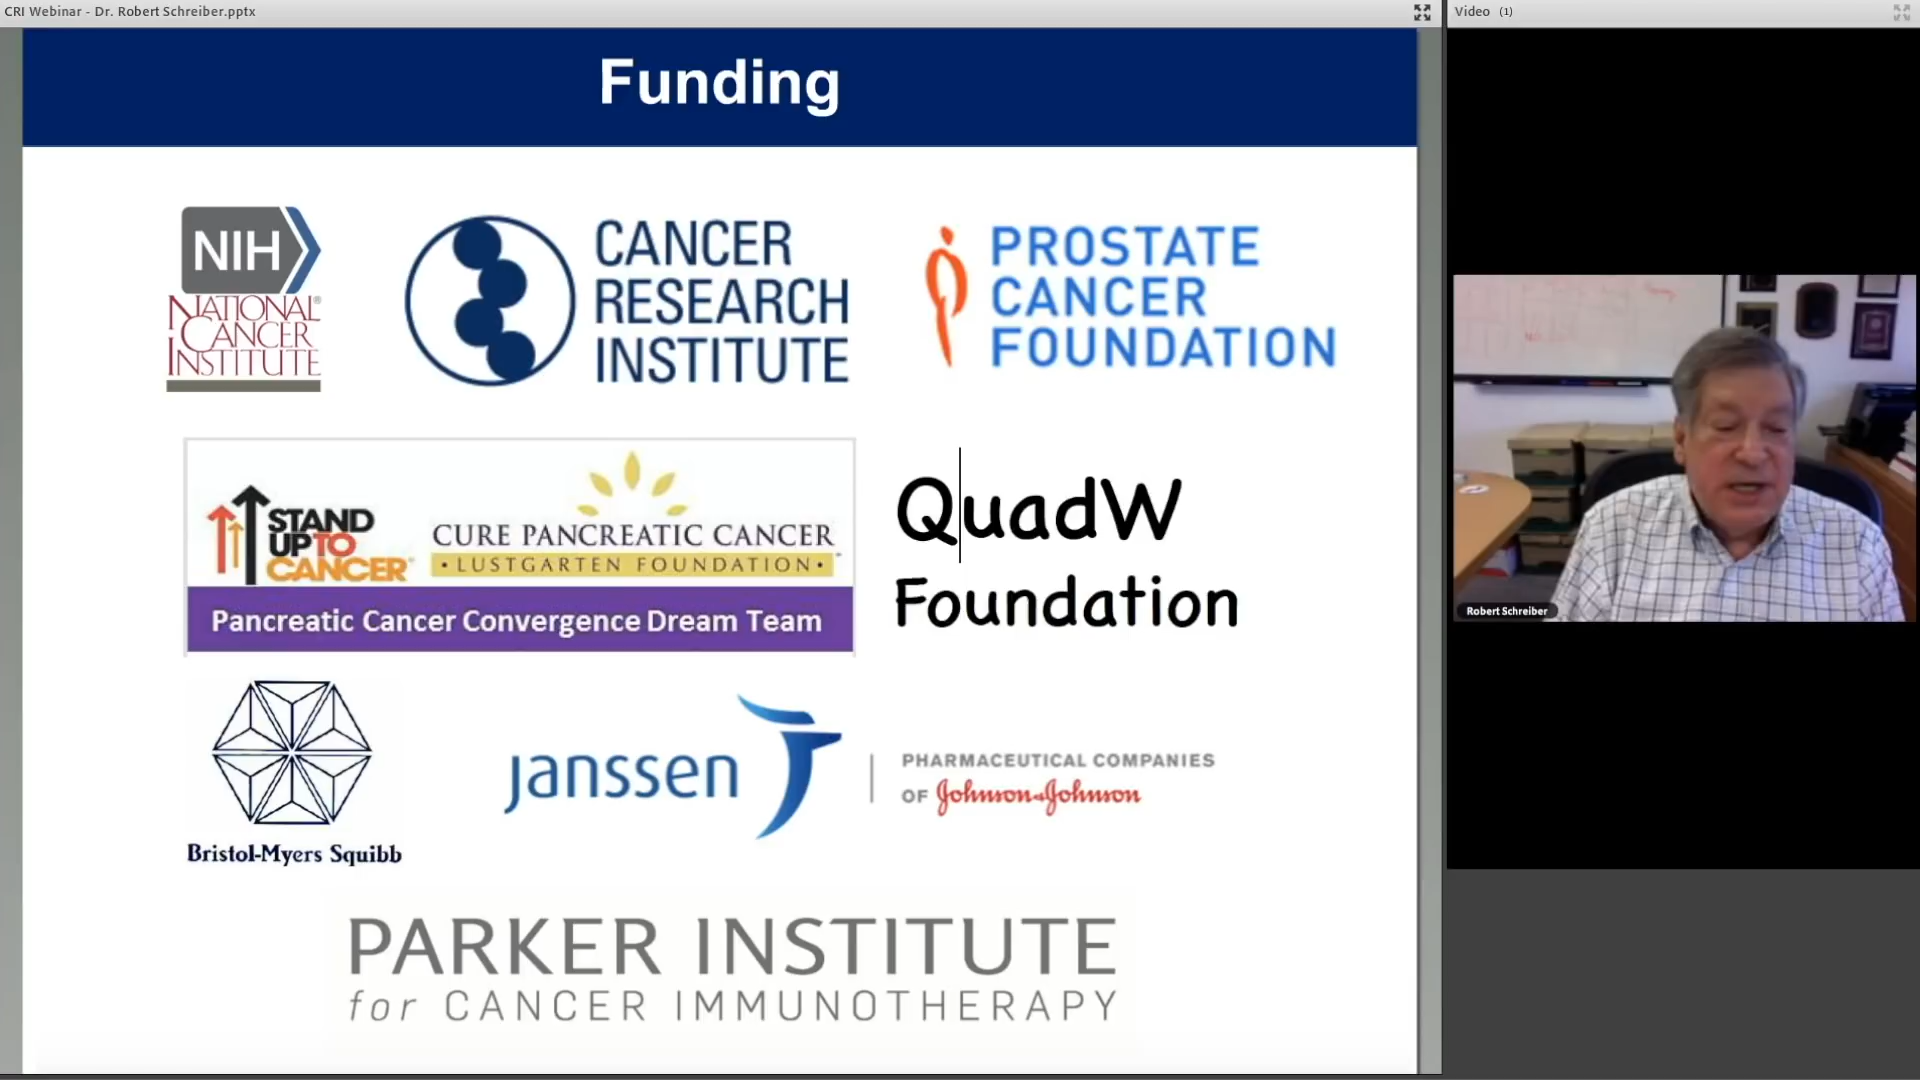 CRI Webinar - Dr. Robert Schreiber.pptx
Video (1)
Funding
NIH
NATIONAL®
CANCER
INSTITUTE
CANCER
RESEARCH
INSTITUTE
PROSTATE
CANCER
FOUNDATION
STAND
UP TO
CANCER
CURE PANCREATIC CANCER
• LUSTGARTEN FOUNDATION •
Pancreatic Cancer Convergence Dream Team
QuadW
Foundation
Bristol-Myers Squibb
janssen
PHARMACEUTICAL COMPANIES
OF Johnson & Johnson
PARKER INSTITUTE
for CANCER IMMUNOTHERAPY
Robert Schreiber